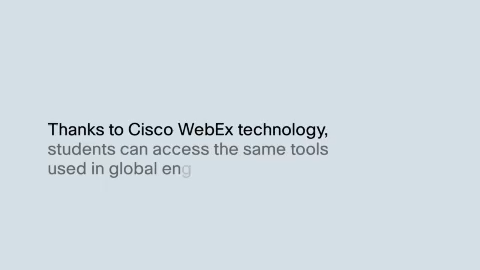 Thanks to Cisco WebEx technology,
students can access the same tools
used in global eng